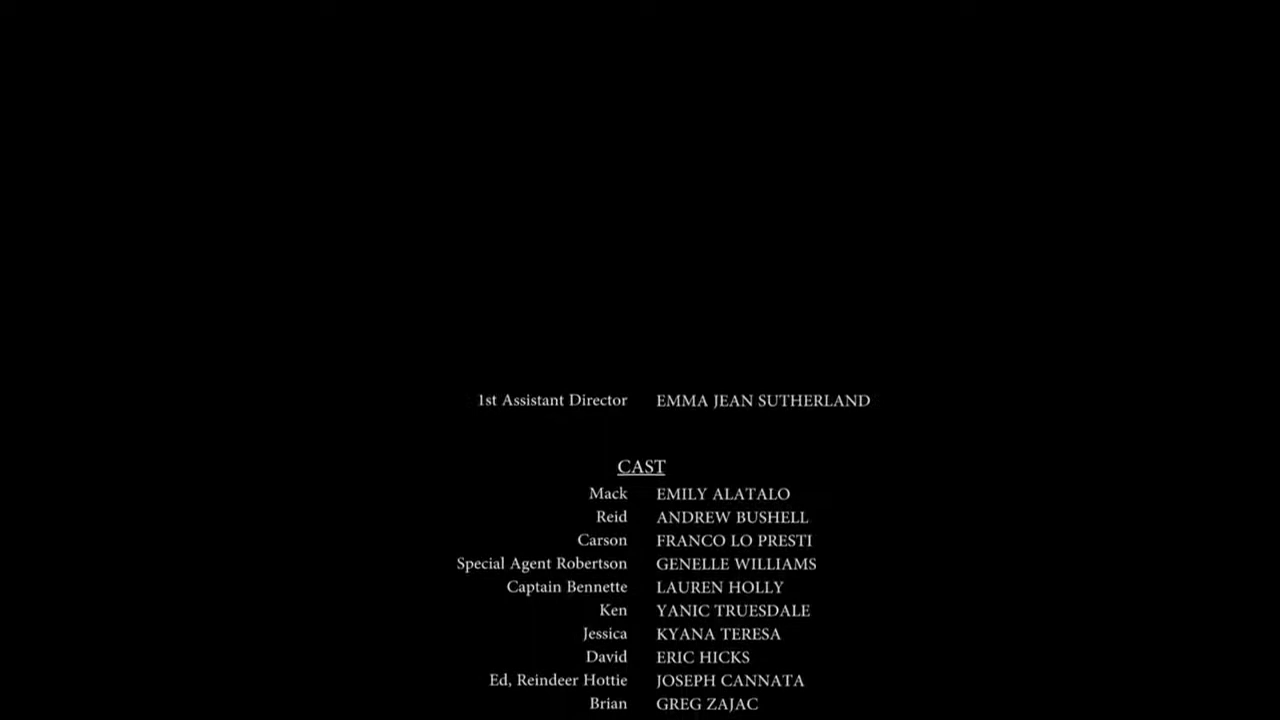 1st Assistant Director EMMA JEAN SUTHERLAND
CAST
Mack EMILY ALATALO
Reid ANDREW BUSHELL
Carson FRANCO LO PRESTI
Special Agent Robertson GENELLE WILLIAMS
Captain Bennette LAUREN HOLLY
Ken YANIC TRUESDALE
Jessica KYANA TERESA
David ERIC HICKS
Ed, Reindeer Hottie JOSEPH CANNATA
Brian GREG ZAJAC